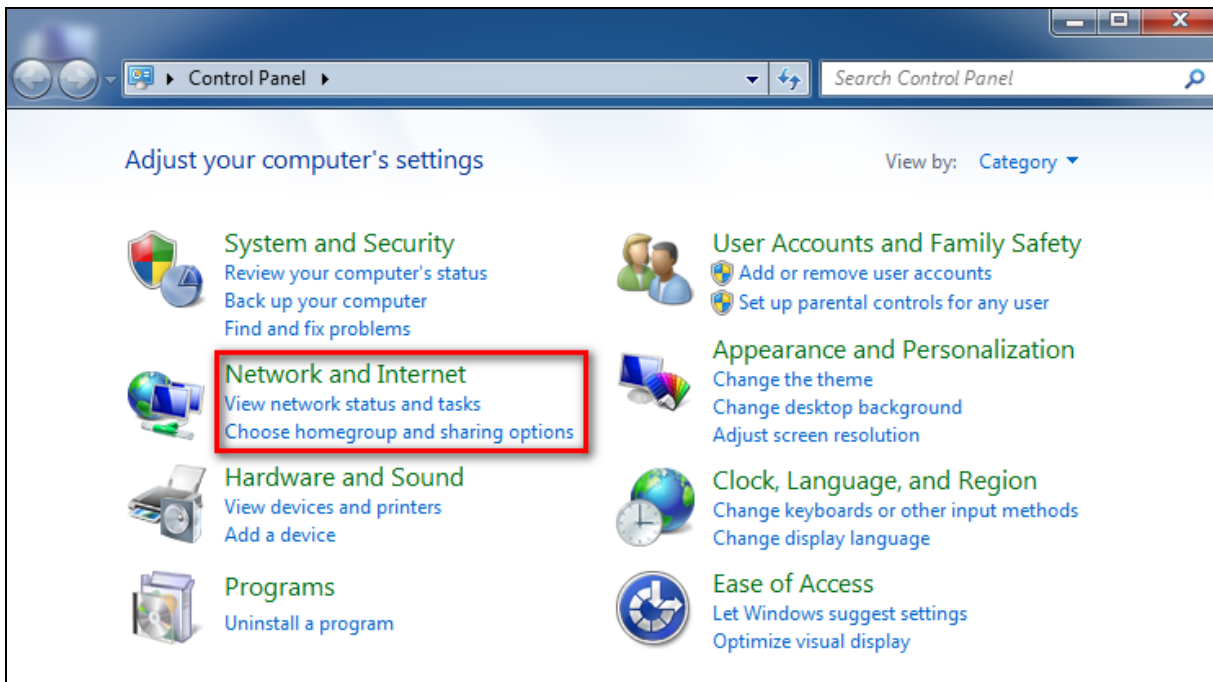 Control Panel
Search Control Panel
Adjust your computer's settings
View by: Category
System and Security
Review your computer's status
Back up your computer
Find and fix problems
Network and Internet
View network status and tasks
Choose homegroup and sharing options
Hardware and Sound
View devices and printers
Add a device
Programs
Uninstall a program
User Accounts and Family Safety
Add or remove user accounts
Set up parental controls for any user
Appearance and Personalization
Change the theme
Change desktop background
Adjust screen resolution
Clock, Language, and Region
Change keyboards or other input methods
Change display language
Ease of Access
Let Windows suggest settings
Optimize visual display